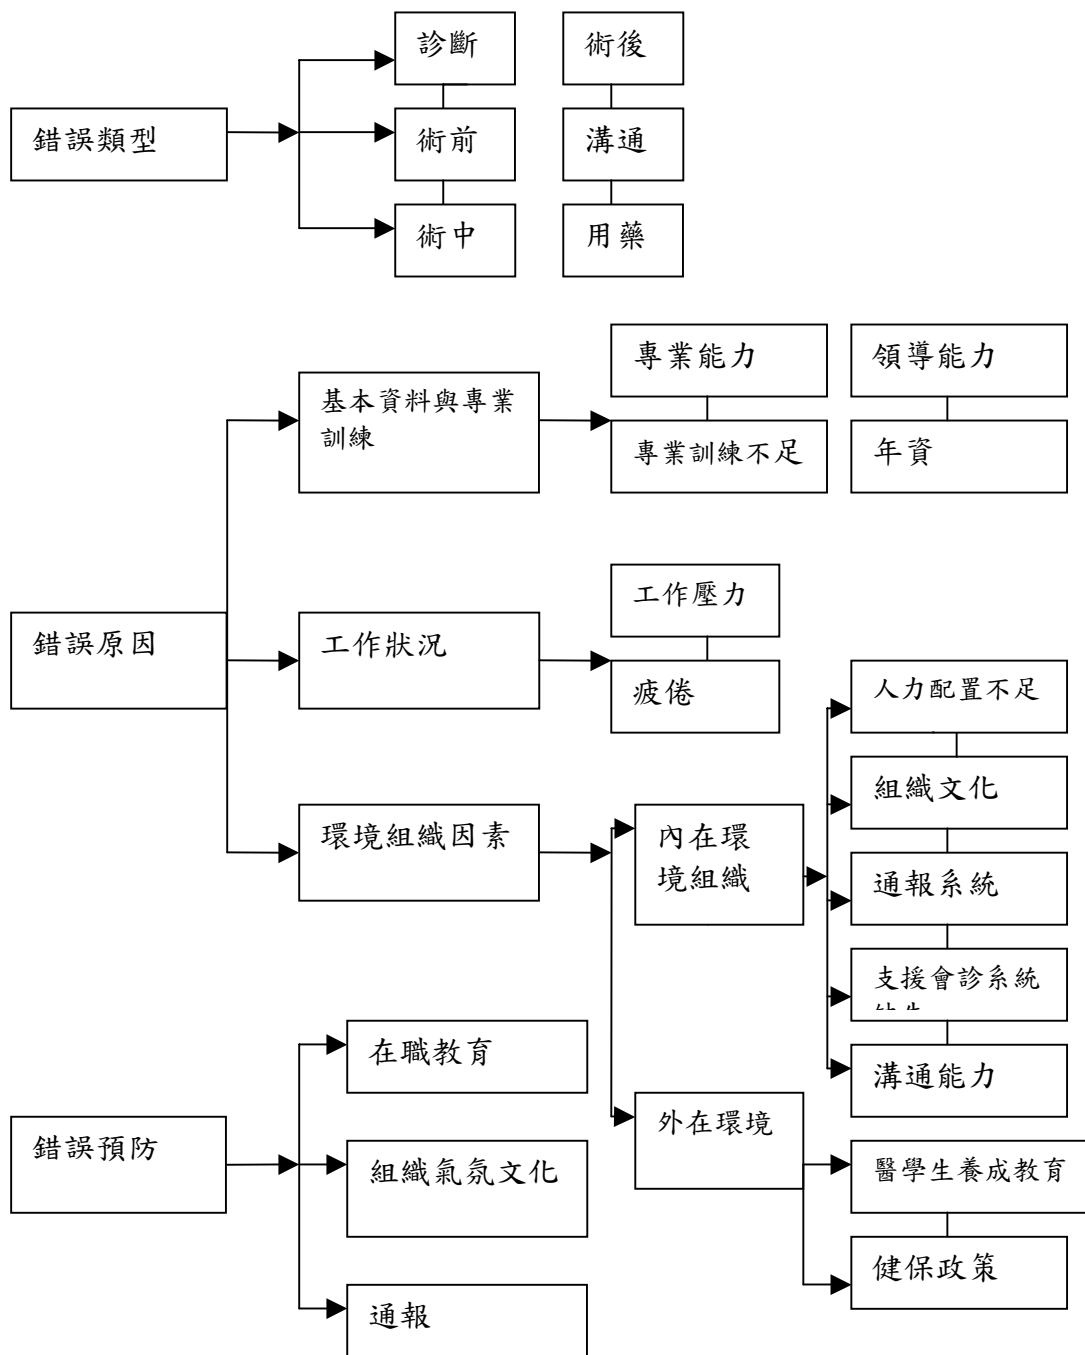 診斷
術後
錯誤類型
術前
溝通
術中
用藥
專業能力
領導能力
基本資料與專業
訓練
專業訓練不足
年資
工作壓力
錯誤原因
工作狀況
疲倦
人力配置不足
組織文化
環境組織因素
內在環
境組織
通報系統
支援會診系統
溝通能力
在職教育
錯誤預防
外在環境
組織氣氛文化
醫學生養成教育
健保政策
通報